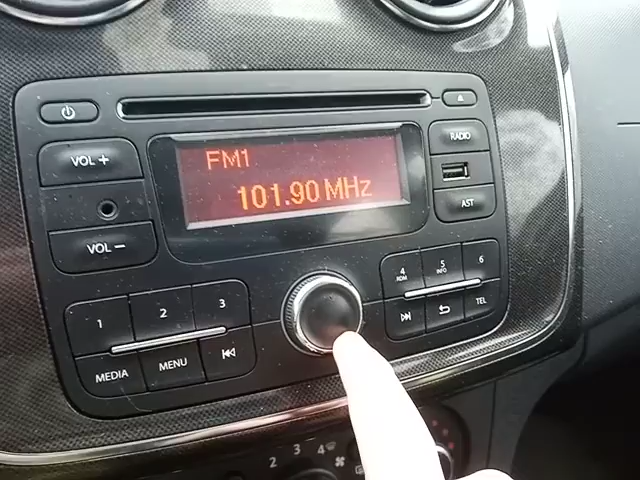 VOL +
FM1
RADIO
101.90 MHz
AST
VOL −
4
RDM
5
INFO
6
1
2
3
TEL
MEDIA
MENU
2
3
4